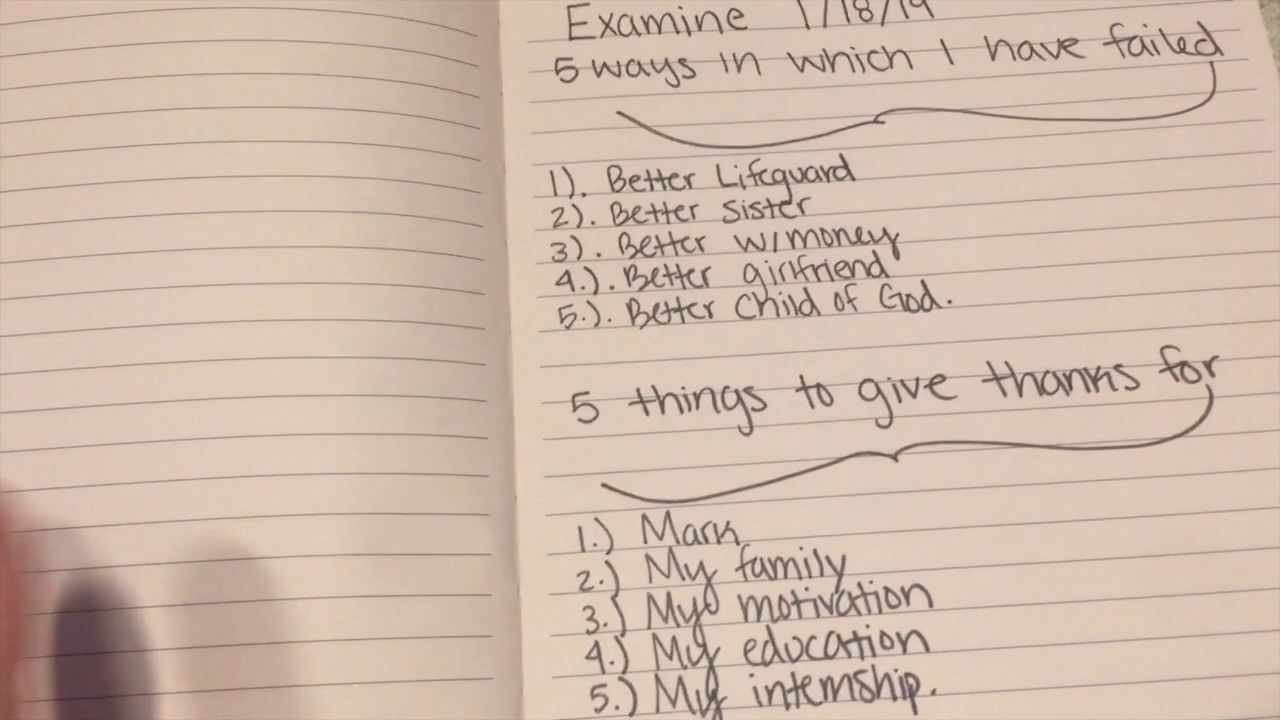 Examine 1/18/19
5 ways in which I have failed
1). Better Lifeguard
2). Better Sister
3). Better w/money
4.). Better girlfriend
5.). Better Child of God.
5 things to give thanks for
1.) Mark
2.) My family
3.) My motivation
4.) My education
5.) My internship.